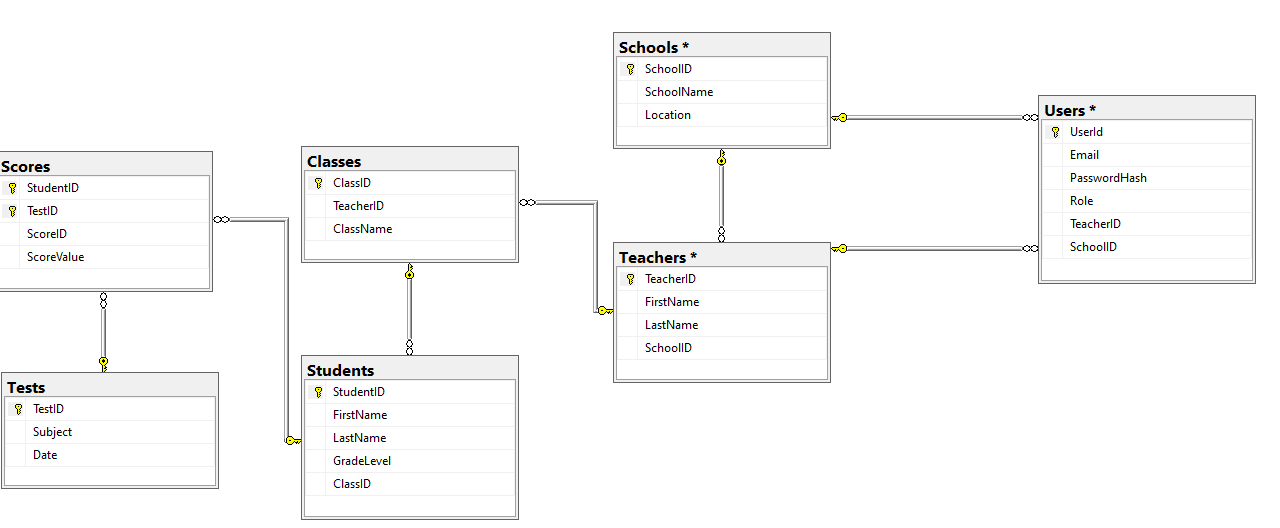 Schools *
SchoolID
SchoolName
Location
Users *
UserId
Email
PasswordHash
Role
TeacherID
SchoolID
Scores
StudentID
TestID
ScoreID
ScoreValue
Classes
ClassID
TeacherID
ClassName
Teachers *
TeacherID
FirstName
LastName
SchoolID
Tests
TestID
Subject
Date
Students
StudentID
FirstName
LastName
GradeLevel
ClassID